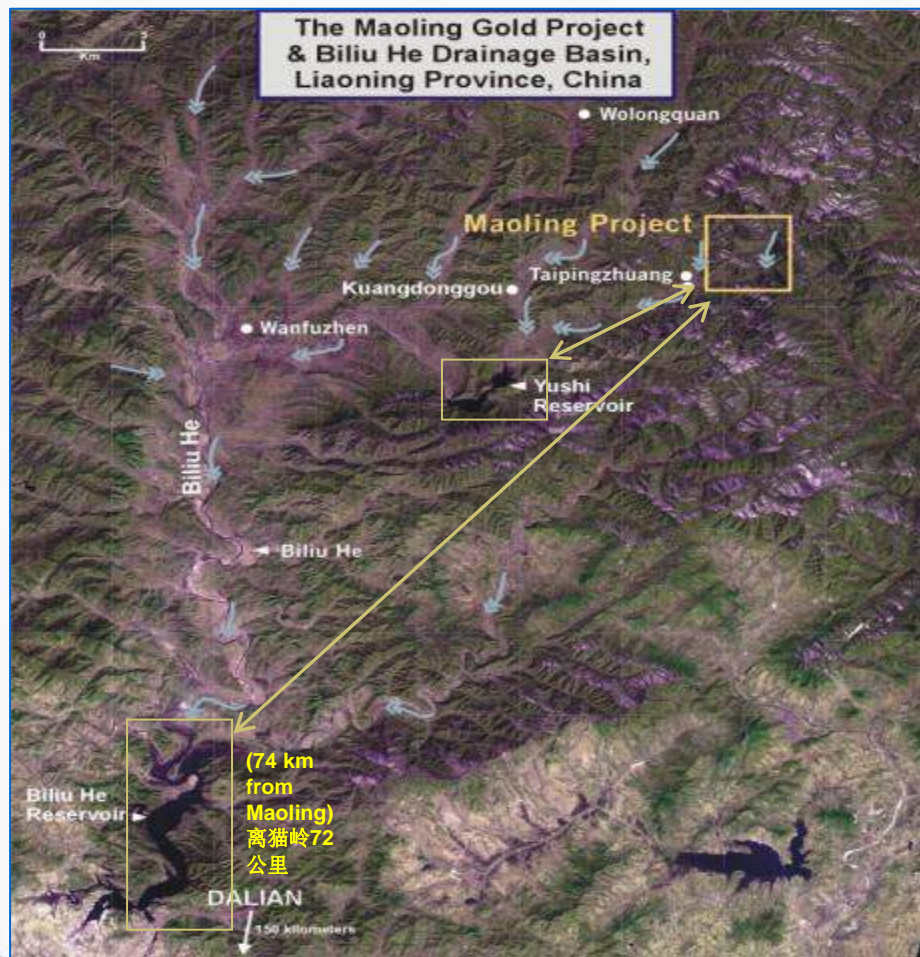 The Maoling Gold Project
& Biliu He Drainage Basin,
Liaoning Province, China
0
Km
Wolongquan
Maoling Project
Taipingzhuang
Kuangdonggou
Wanfuzhen
Yushi
Reservoir
Biliu He
Biliu He
(74 km
from
Maoling)
离猫岭72
公里
Biliu He
Reservoir
DALIAN
150 kilometers